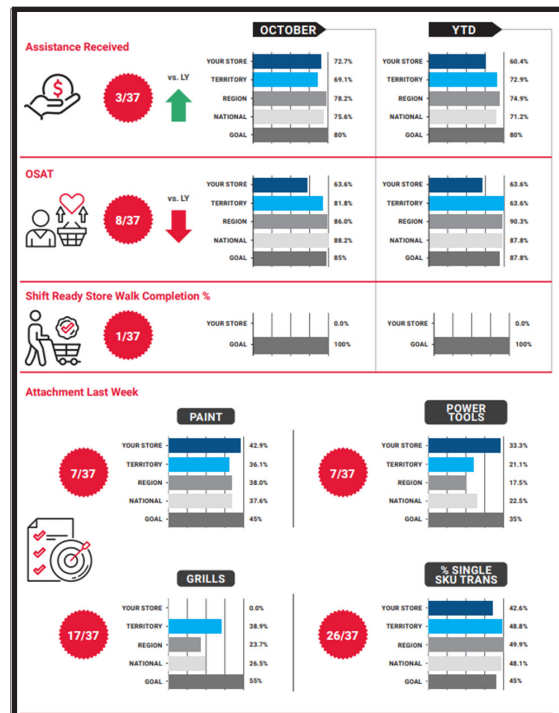 OCTOBER YTD
Assistance Received
$
3/37
vs. LY
YOUR STORE 72.7% YOUR STORE 60.4%
TERRITORY 69.1% TERRITORY 72.9%
REGION 78.2% REGION 74.9%
NATIONAL 75.6% NATIONAL 71.2%
GOAL 80% GOAL 80%
OSAT
8/37
vs. LY
YOUR STORE 63.6% YOUR STORE 63.6%
TERRITORY 81.8% TERRITORY 63.6%
REGION 86.0% REGION 90.3%
NATIONAL 88.2% NATIONAL 87.8%
GOAL 85% GOAL 87.8%
Shift Ready Store Walk Completion %
1/37
YOUR STORE 0.0% YOUR STORE 0.0%
GOAL 100% GOAL 100%
Attachment Last Week
PAINT
7/37
YOUR STORE 42.9%
TERRITORY 36.1%
REGION 38.0%
NATIONAL 37.6%
GOAL 45%
POWER
TOOLS
7/37
YOUR STORE 33.3%
TERRITORY 21.1%
REGION 17.5%
NATIONAL 22.5%
GOAL 35%
GRILLS
17/37
YOUR STORE 0.0%
TERRITORY 38.9%
REGION 23.7%
NATIONAL 26.5%
GOAL 55%
% SINGLE
SKU TRANS
26/37
YOUR STORE 42.6%
TERRITORY 48.8%
REGION 49.9%
NATIONAL 48.1%
GOAL 45%